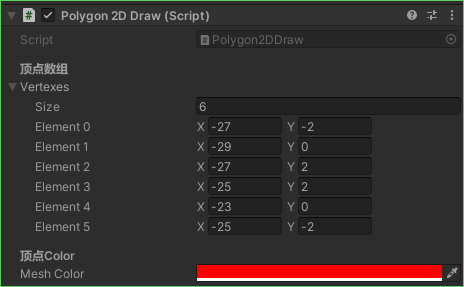 Polygon 2D Draw (Script)
Script Polygon2DDraw
顶点数组
Vertexes
Size 6
Element 0 X -27 Y -2
Element 1 X -29 Y 0
Element 2 X -27 Y 2
Element 3 X -25 Y 2
Element 4 X -23 Y 0
Element 5 X -25 Y -2
顶点Color
Mesh Color